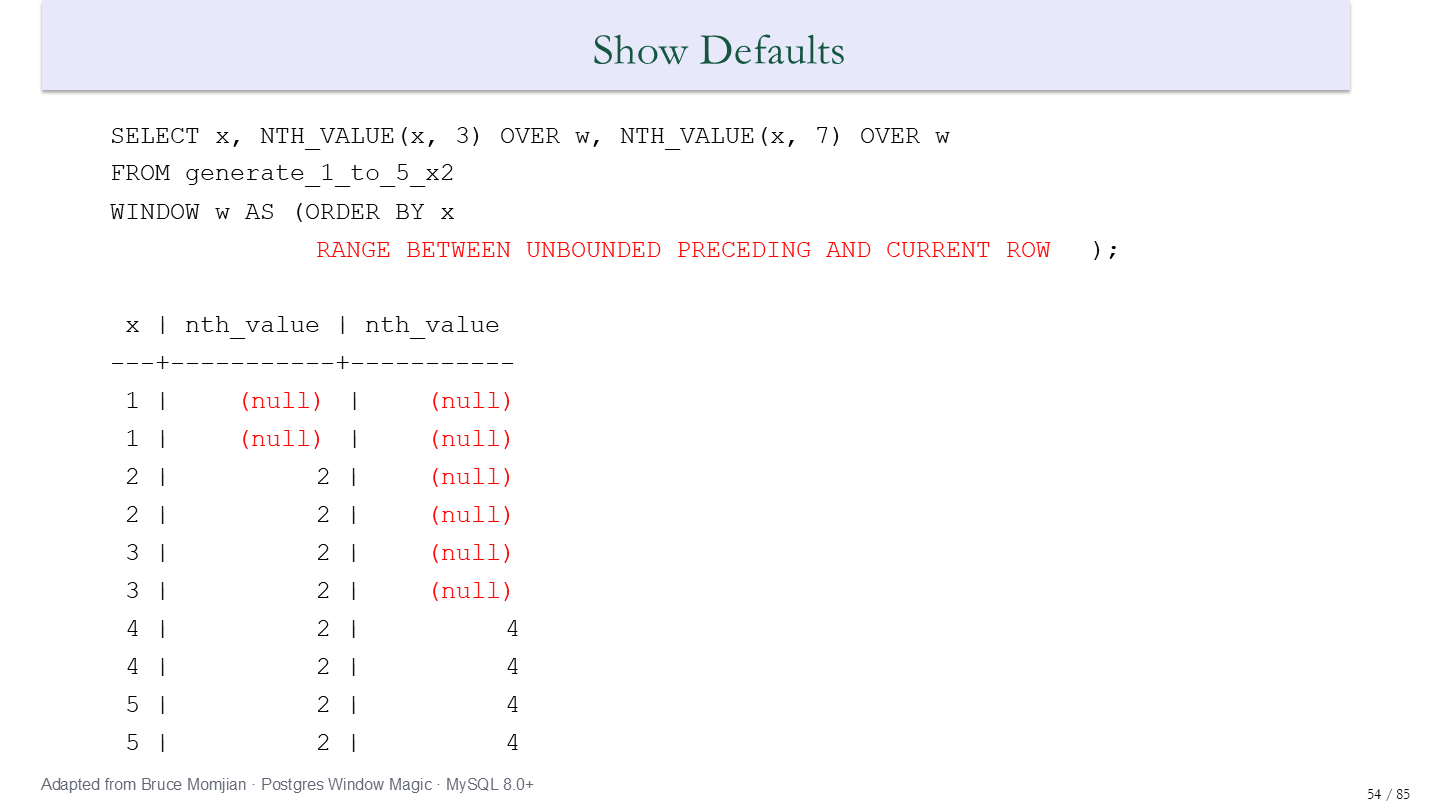 Show Defaults
SELECT x, NTH_VALUE(x, 3) OVER w, NTH_VALUE(x, 7) OVER w
FROM generate_1_to_5_x2
WINDOW w AS (ORDER BY x
RANGE BETWEEN UNBOUNDED PRECEDING AND CURRENT ROW );
x | nth_value | nth_value
---+-----------+-----------
1 | (null) | (null)
1 | (null) | (null)
2 | 2 | (null)
2 | 2 | (null)
3 | 2 | (null)
3 | 2 | (null)
4 | 2 | 4
4 | 2 | 4
5 | 2 | 4
5 | 2 | 4
Adapted from Bruce Momjian · Postgres Window Magic · MySQL 8.0+
54 / 85